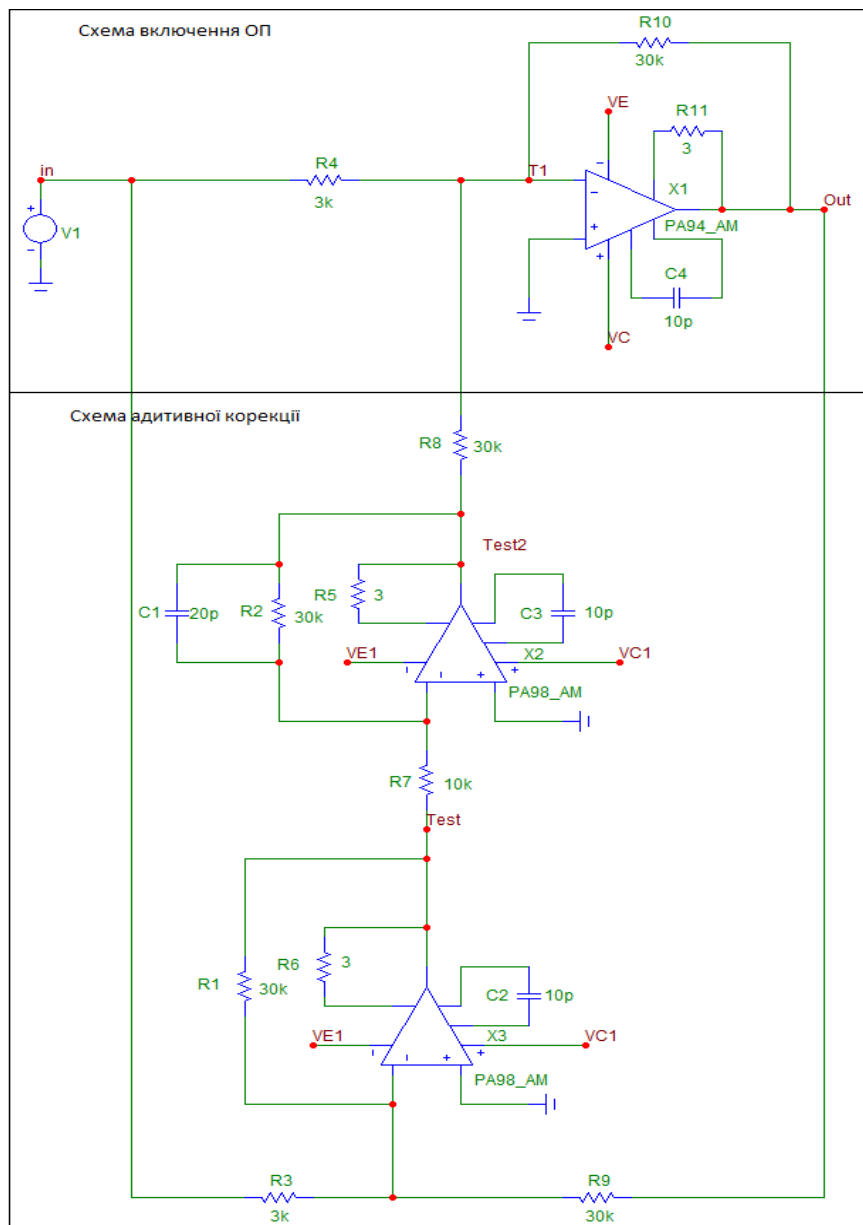 Схема включення ОП
R10
30k
VE
R11
3
in
R4
3k
T1
X1
Out
V1
PA94_AM
C4
10p
VC
Схема адитивної корекції
R8
30k
Test2
R5
3
C1
20p
R2
30k
C3
10p
VE1
X2
VC1
PA98_AM
R7
10k
Test
R6
3
R1
30k
C2
10p
VE1
X3
VC1
PA98_AM
R3
3k
R9
30k